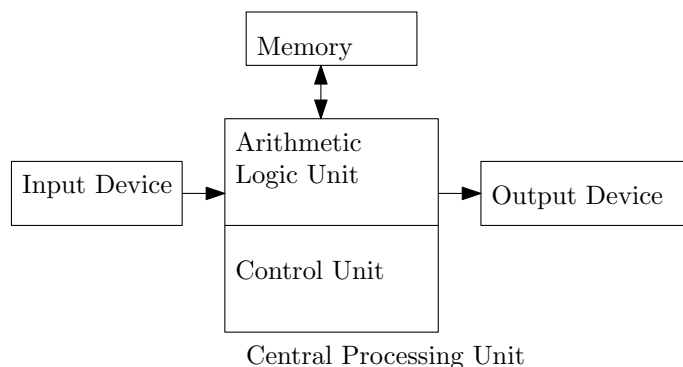 Memory
Arithmetic
Logic Unit
Input Device
Output Device
Control Unit
Central Processing Unit